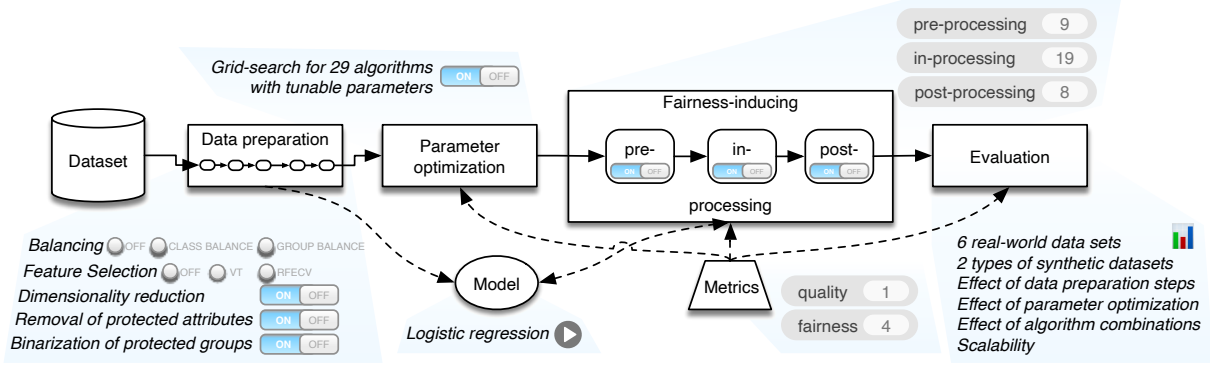 pre-processing 9
in-processing 19
post-processing 8
Grid-search for 29 algorithms
with tunable parameters
ON OFF
Dataset
Data preparation
Parameter
optimization
Fairness-inducing
pre-
ON OFF
in-
ON OFF
post-
ON OFF
processing
Evaluation
Balancing OFF CLASS BALANCE GROUP BALANCE
Feature Selection OFF VT RFECV
Dimensionality reduction ON OFF
Removal of protected attributes ON OFF
Binarization of protected groups ON OFF
Model
Logistic regression
Metrics
quality 1
fairness 4
6 real-world data sets
2 types of synthetic datasets
Effect of data preparation steps
Effect of parameter optimization
Effect of algorithm combinations
Scalability